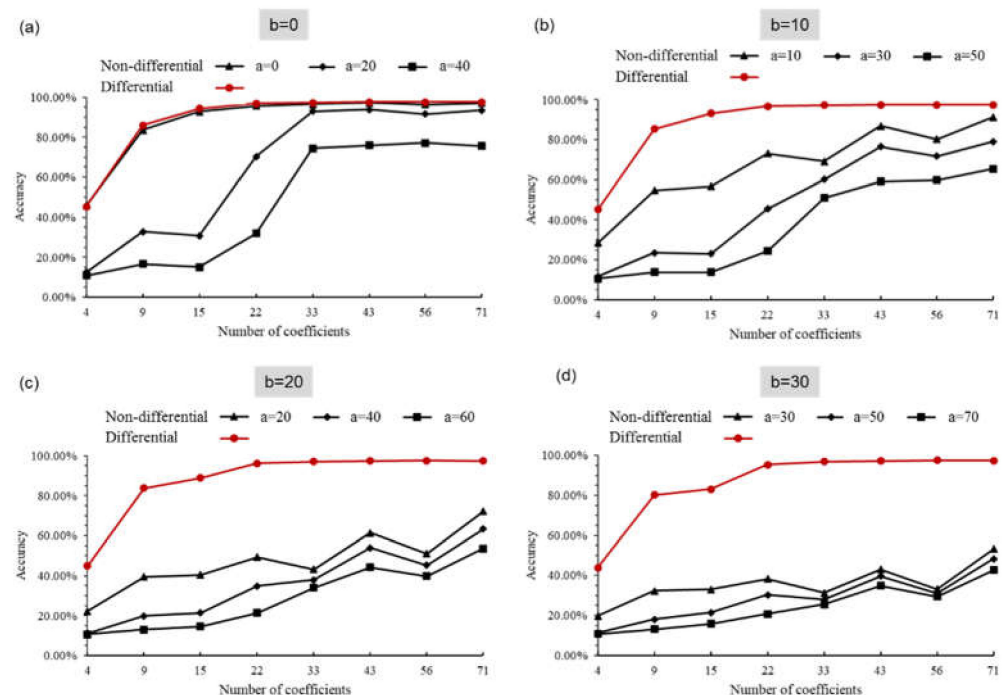 (a)
b=0
Non-differential a=0 a=20 a=40
Differential
100.00%
80.00%
60.00%
40.00%
20.00%
0.00%
Accuracy
4 9 15 22 33 43 56 71
Number of coefficients
(b)
b=10
Non-differential a=10 a=30 a=50
Differential
100.00%
80.00%
60.00%
40.00%
20.00%
0.00%
Accuracy
4 9 15 22 33 43 56 71
Number of coefficients
(c)
b=20
Non-differential a=20 a=40 a=60
Differential
100.00%
80.00%
60.00%
40.00%
20.00%
0.00%
Accuracy
4 9 15 22 33 43 56 71
Number of coefficients
(d)
b=30
Non-differential a=30 a=50 a=70
Differential
100.00%
80.00%
60.00%
40.00%
20.00%
0.00%
Accuracy
4 9 15 22 33 43 56 71
Number of coefficients